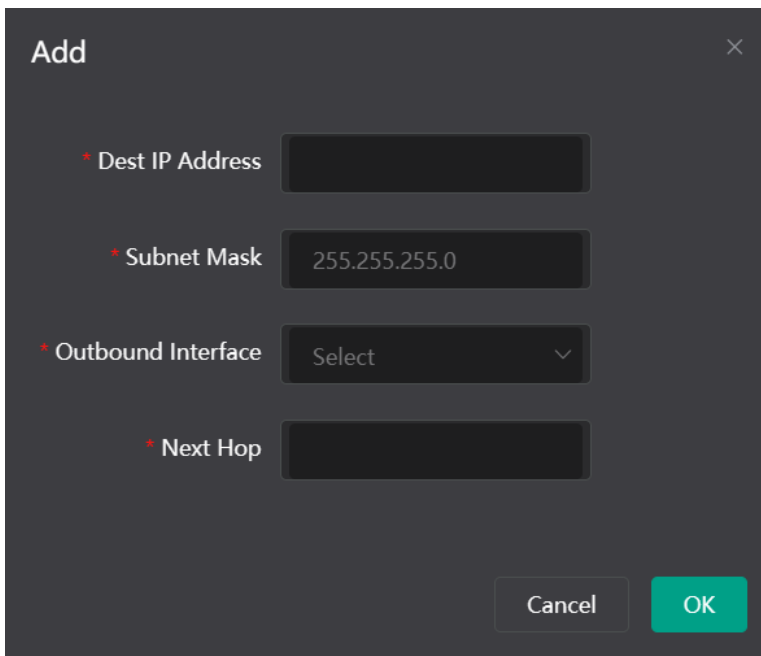 Add
* Dest IP Address
* Subnet Mask 255.255.255.0
* Outbound Interface Select
* Next Hop
Cancel OK